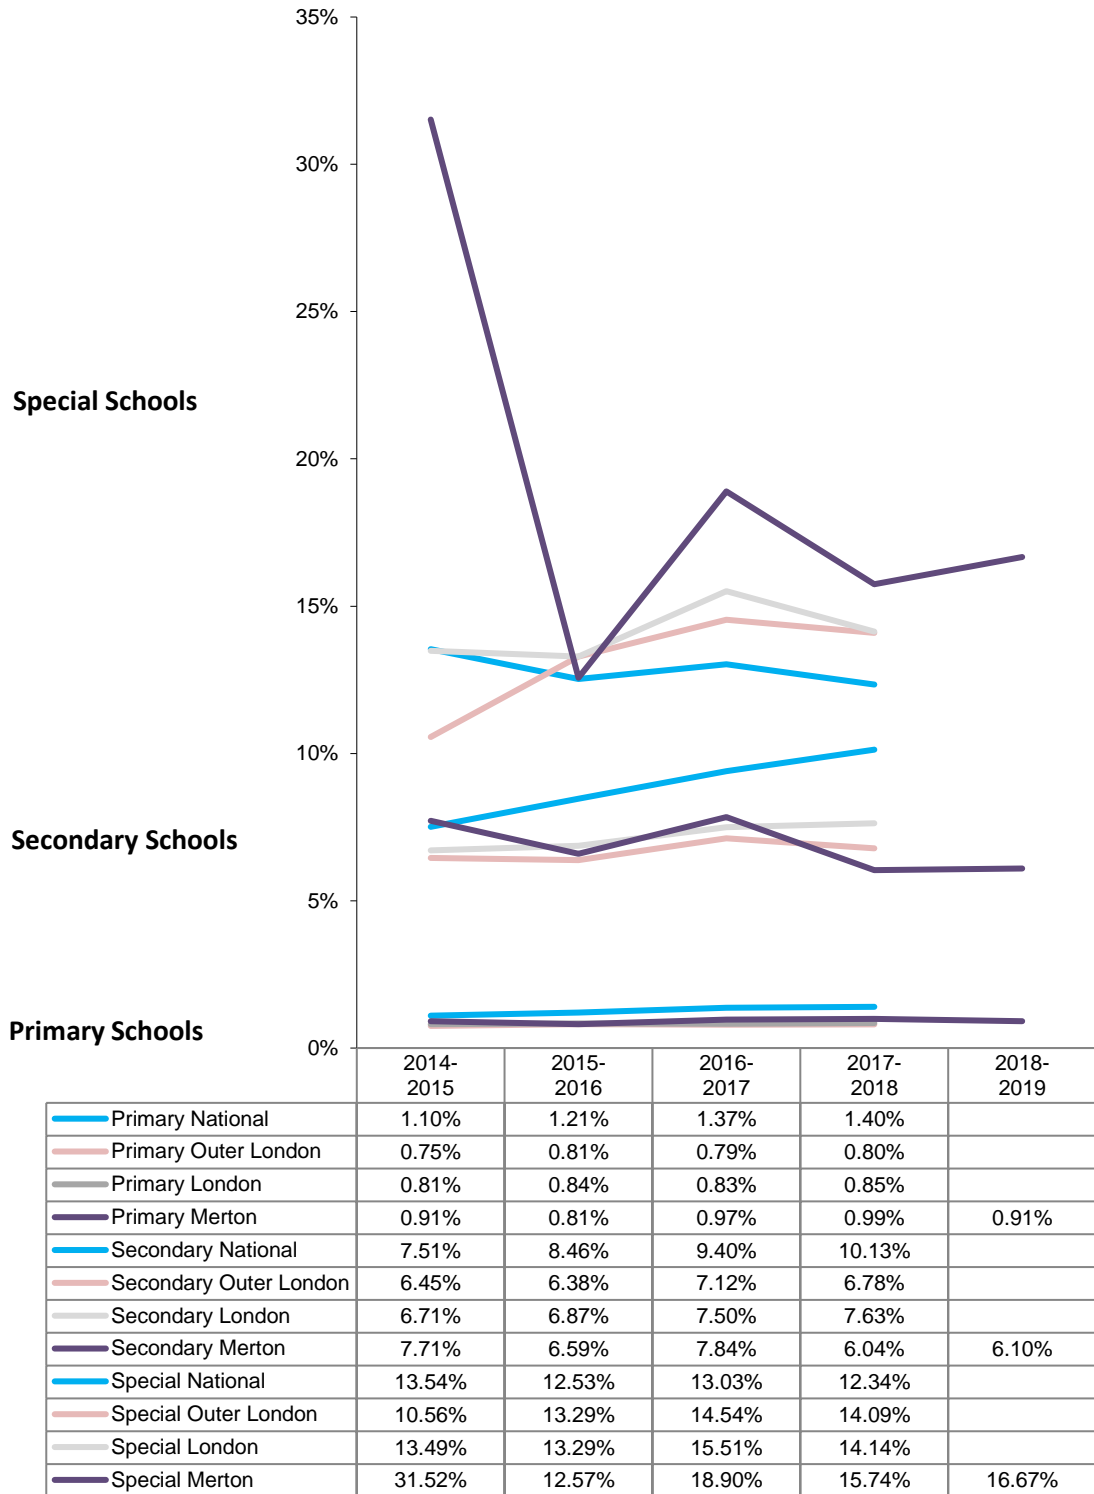 35%
30%
25%
Special Schools
20%
15%
10%
Secondary Schools
5%
Primary Schools
0%
2014-
2015
2015-
2016
2016-
2017
2017-
2018
2018-
2019
Primary National 1.10% 1.21% 1.37% 1.40%
Primary Outer London 0.75% 0.81% 0.79% 0.80%
Primary London 0.81% 0.84% 0.83% 0.85%
Primary Merton 0.91% 0.81% 0.97% 0.99% 0.91%
Secondary National 7.51% 8.46% 9.40% 10.13%
Secondary Outer London 6.45% 6.38% 7.12% 6.78%
Secondary London 6.71% 6.87% 7.50% 7.63%
Secondary Merton 7.71% 6.59% 7.84% 6.04% 6.10%
Special National 13.54% 12.53% 13.03% 12.34%
Special Outer London 10.56% 13.29% 14.54% 14.09%
Special London 13.49% 13.29% 15.51% 14.14%
Special Merton 31.52% 12.57% 18.90% 15.74% 16.67%